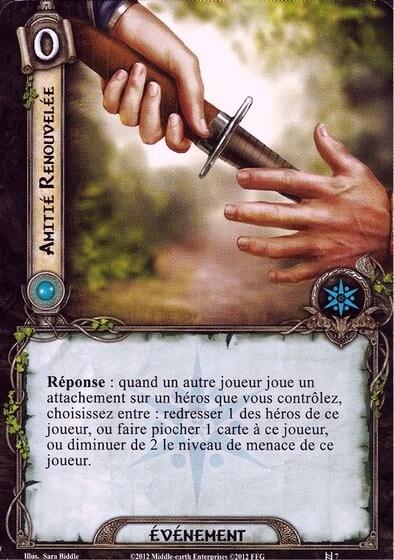 0
AMITIÉ RENOUVELÉE
Réponse : quand un autre joueur joue un
attachement sur un héros que vous contrôlez,
choisissez entre : redresser 1 des héros de ce
joueur, ou faire piocher 1 carte à ce joueur,
ou diminuer de 2 le niveau de menace de ce
joueur.
ÉVÉNEMENT
Illus. Sara Biddle ©2012 Middle-earth Enterprises ©2012 FFG 7